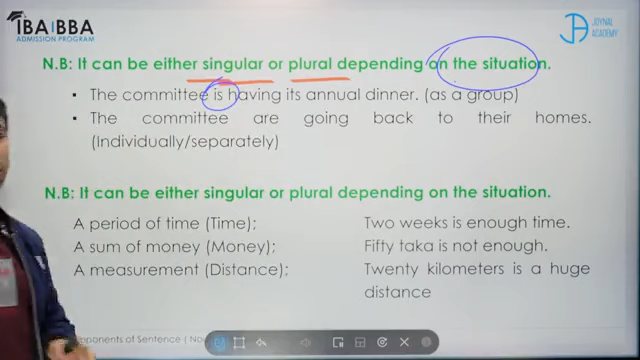 IBA|BBA
ADMISSION PROGRAM
JOYNAL
ACADEMY
N.B: It can be either singular or plural depending on the situation.
▪ The committee is having its annual dinner. (as a group)
▪ The committee are going back to their homes.
(Individually/separately)
N.B: It can be either singular or plural depending on the situation.
A period of time (Time);
Two weeks is enough time.
A sum of money (Money);
Fifty taka is not enough.
A measurement (Distance);
Twenty kilometers is a huge
distance
of Sentence